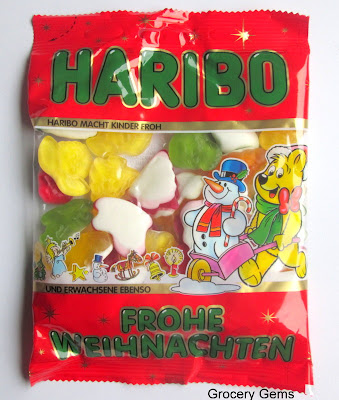 HARIBO
HARIBO MACHT KINDER FROH
UND ERWACHSENE EBENSO
FROHE
WEIHNACHTEN
Grocery Gems